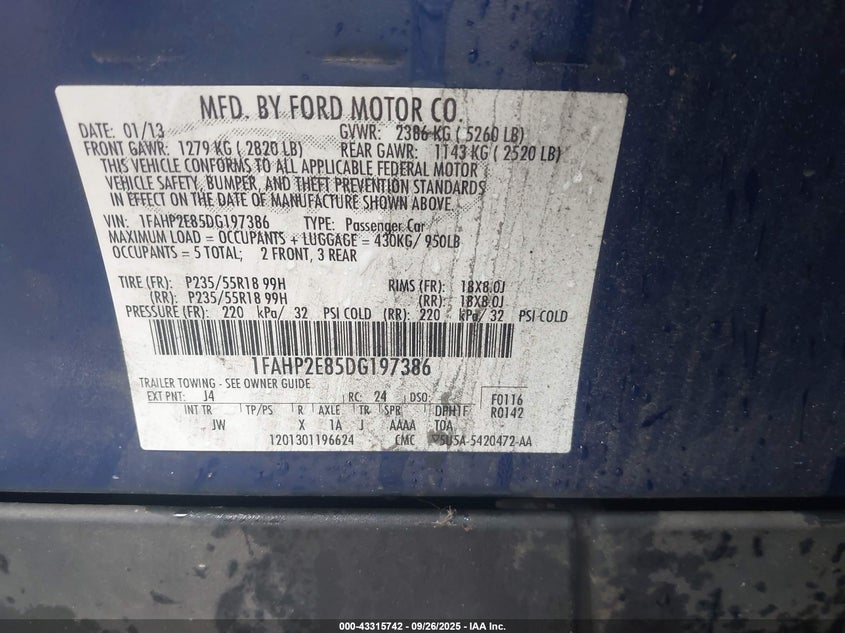 MFD. BY FORD MOTOR CO.
DATE: 01/13 GVWR: 2386 KG ( 5260 LB)
FRONT GAWR: 1279 KG ( 2820 LB) REAR GAWR: 1143 KG ( 2520 LB)
THIS VEHICLE CONFORMS TO ALL APPLICABLE FEDERAL MOTOR
VEHICLE SAFETY, BUMPER, AND THEFT PREVENTION STANDARDS
IN EFFECT ON THE DATE OF MANUFACTURE SHOWN ABOVE.
VIN: 1FAHP2E85DG197386 TYPE: Passenger Car
MAXIMUM LOAD = OCCUPANTS + LUGGAGE = 430KG/ 950LB
OCCUPANTS = 5 TOTAL; 2 FRONT, 3 REAR
TIRE (FR): P235/55R18 99H RIMS (FR): 18X8.0J
(RR): P235/55R18 99H (RR): 18X8.0J
PRESSURE (FR): 220 kPa/ 32 PSI COLD (RR): 220 kPa/ 32 PSI COLD
1FAHP2E85DG197386
TRAILER TOWING - SEE OWNER GUIDE
EXT PNT: J4 RC: 24 DSO: F0116
INT TR TP/PS R AXLE TR SPR DPH1F R0142
JW X 1A J AAAA T0A
1201301196624 CMC 5U5A-5420472-AA
000-43315742 | 09/26/2025 | IAA Inc.